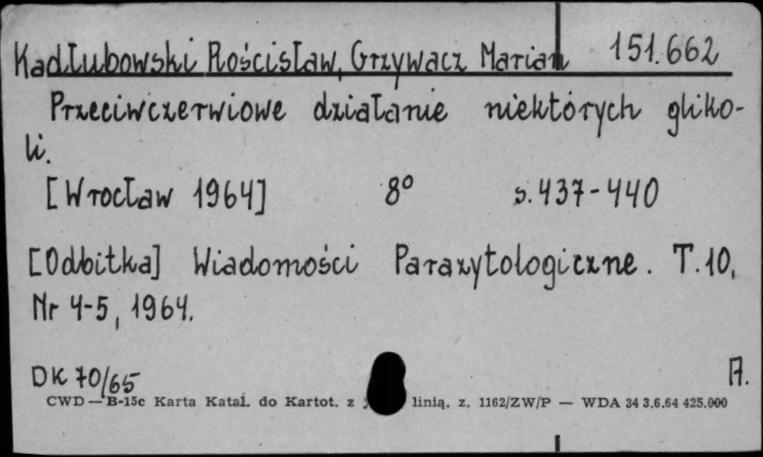 Kadłubowski Rościsław, Grzywacz Marian 151.662
Przeciwczerwiowe działanie niektórych gliko-
li.
[Wrocław 1964] 8° s. 437-440
[Odbitka] Wiadomości Parazytologiczne. T. 10,
Nr 4-5, 1964.
DK 70/65 A.
CWD — B-15c Karta Katal. do Kartot. z linią. z. 1162/ZW/P — WDA 34 3.6.64 425.000